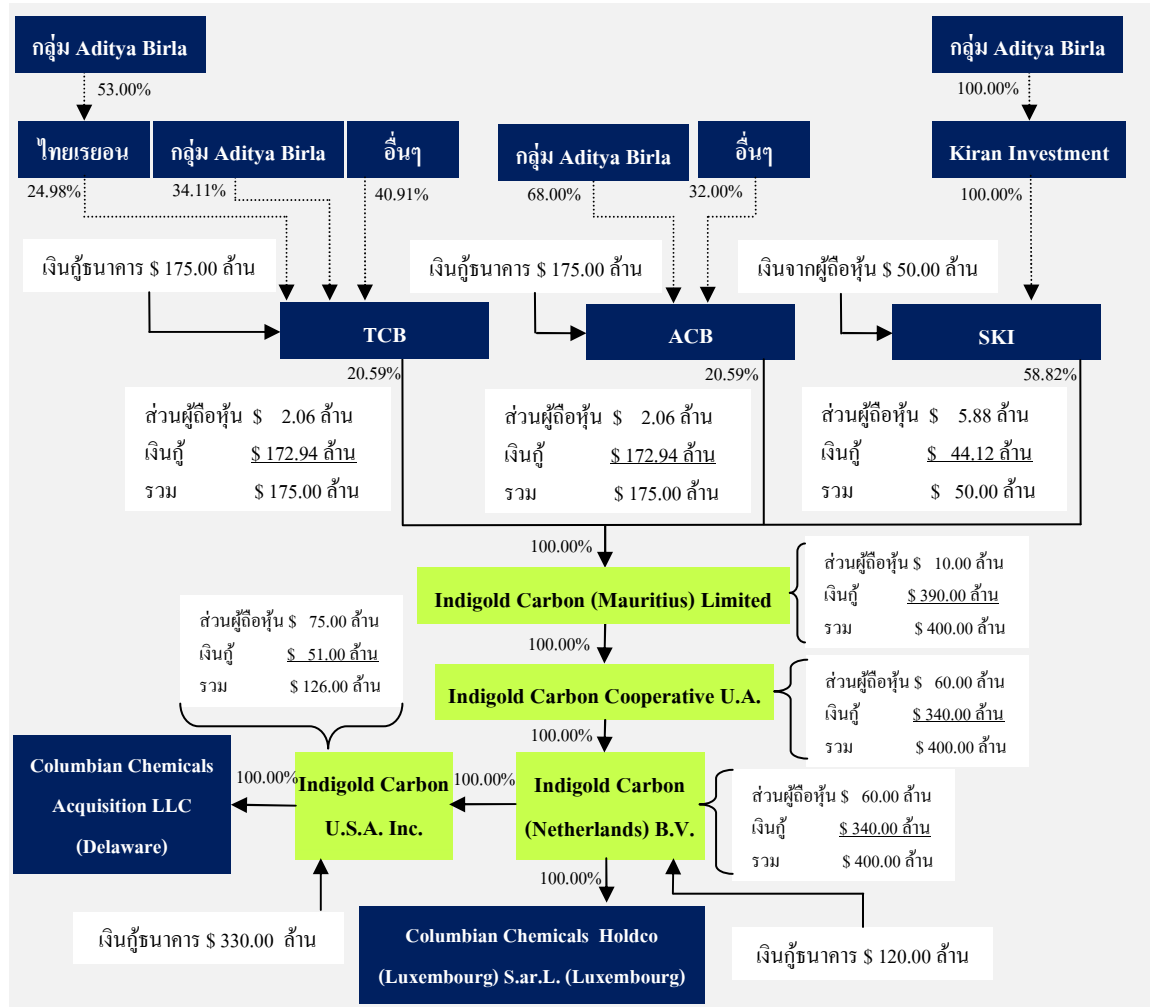 กลุ่ม Aditya Birla
กลุ่ม Aditya Birla
53.00%
100.00%
ไทยเรยอน
กลุ่ม Aditya Birla
อื่นๆ
กลุ่ม Aditya Birla
อื่นๆ
Kiran Investment
24.98%
34.11%
40.91%
68.00%
32.00%
100.00%
เงินกู้ธนาคาร $ 175.00 ล้าน
เงินกู้ธนาคาร $ 175.00 ล้าน
เงินจากผู้ถือหุ้น $ 50.00 ล้าน
TCB
ACB
SKI
20.59%
20.59%
58.82%
ส่วนผู้ถือหุ้น $ 2.06 ล้าน
เงินกู้ $ 172.94 ล้าน
รวม $ 175.00 ล้าน
ส่วนผู้ถือหุ้น $ 2.06 ล้าน
เงินกู้ $ 172.94 ล้าน
รวม $ 175.00 ล้าน
ส่วนผู้ถือหุ้น $ 5.88 ล้าน
เงินกู้ $ 44.12 ล้าน
รวม $ 50.00 ล้าน
100.00%
Indigold Carbon (Mauritius) Limited
ส่วนผู้ถือหุ้น $ 10.00 ล้าน
เงินกู้ $ 390.00 ล้าน
รวม $ 400.00 ล้าน
100.00%
ส่วนผู้ถือหุ้น $ 75.00 ล้าน
เงินกู้ $ 51.00 ล้าน
รวม $ 126.00 ล้าน
Indigold Carbon Cooperative U.A.
ส่วนผู้ถือหุ้น $ 60.00 ล้าน
เงินกู้ $ 340.00 ล้าน
รวม $ 400.00 ล้าน
100.00%
Columbian Chemicals
Acquisition LLC
(Delaware)
100.00%
Indigold Carbon
U.S.A. Inc.
100.00%
Indigold Carbon
(Netherlands) B.V.
ส่วนผู้ถือหุ้น $ 60.00 ล้าน
เงินกู้ $ 340.00 ล้าน
รวม $ 400.00 ล้าน
100.00%
เงินกู้ธนาคาร $ 330.00 ล้าน
Columbian Chemicals Holdco
(Luxembourg) S.ar.L. (Luxembourg)
เงินกู้ธนาคาร $ 120.00 ล้าน